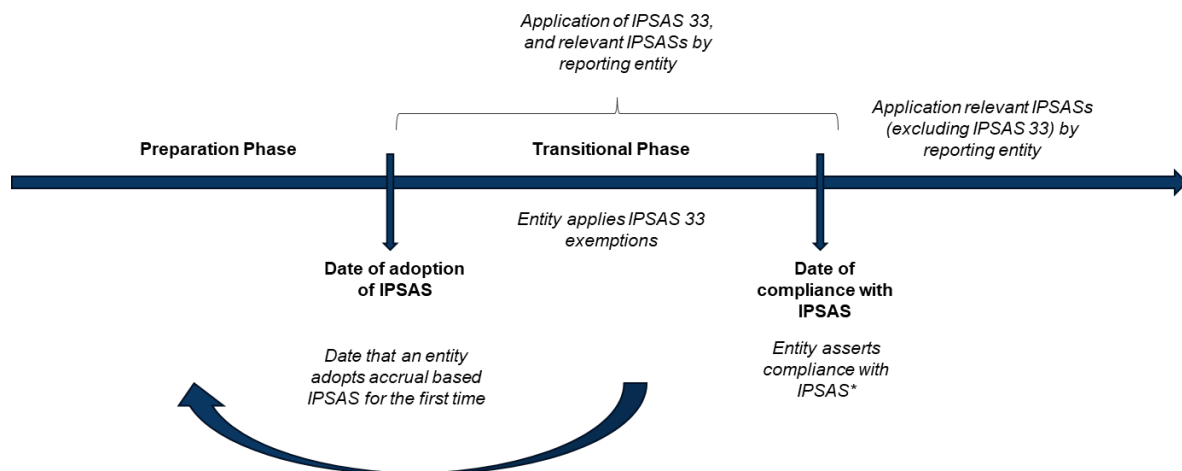 Application of IPSAS 33,
and relevant IPSASs by
reporting entity
Application relevant IPSASs
(excluding IPSAS 33) by
reporting entity
Preparation Phase
Transitional Phase
Entity applies IPSAS 33
exemptions
Date of adoption
of IPSAS
Date of
compliance with
IPSAS
Date that an entity
adopts accrual based
IPSAS for the first time
Entity asserts
compliance with
IPSAS*